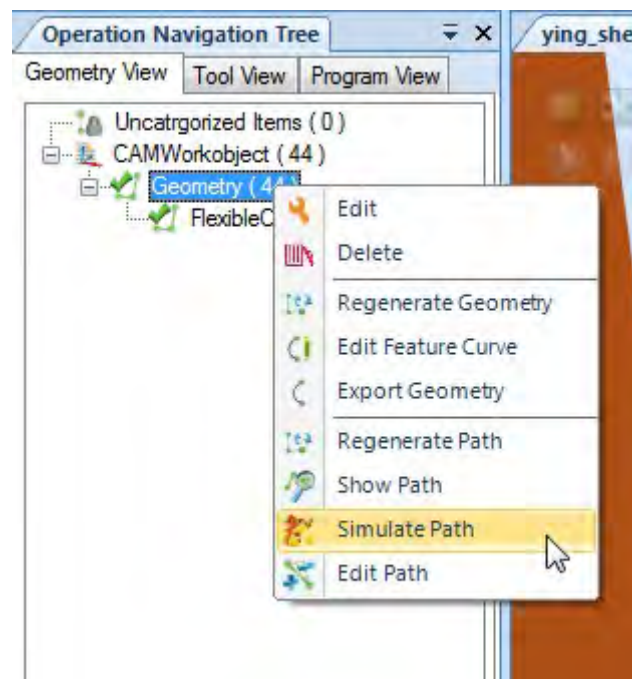 Operation Navigation Tree
ying_she
Geometry View Tool View Program View
Uncatrgorized Items ( 0 )
CAMWorkobject ( 44 )
Geometry ( 44 )
FlexibleC
Edit
Delete
Regenerate Geometry
Edit Feature Curve
Export Geometry
Regenerate Path
Show Path
Simulate Path
Edit Path